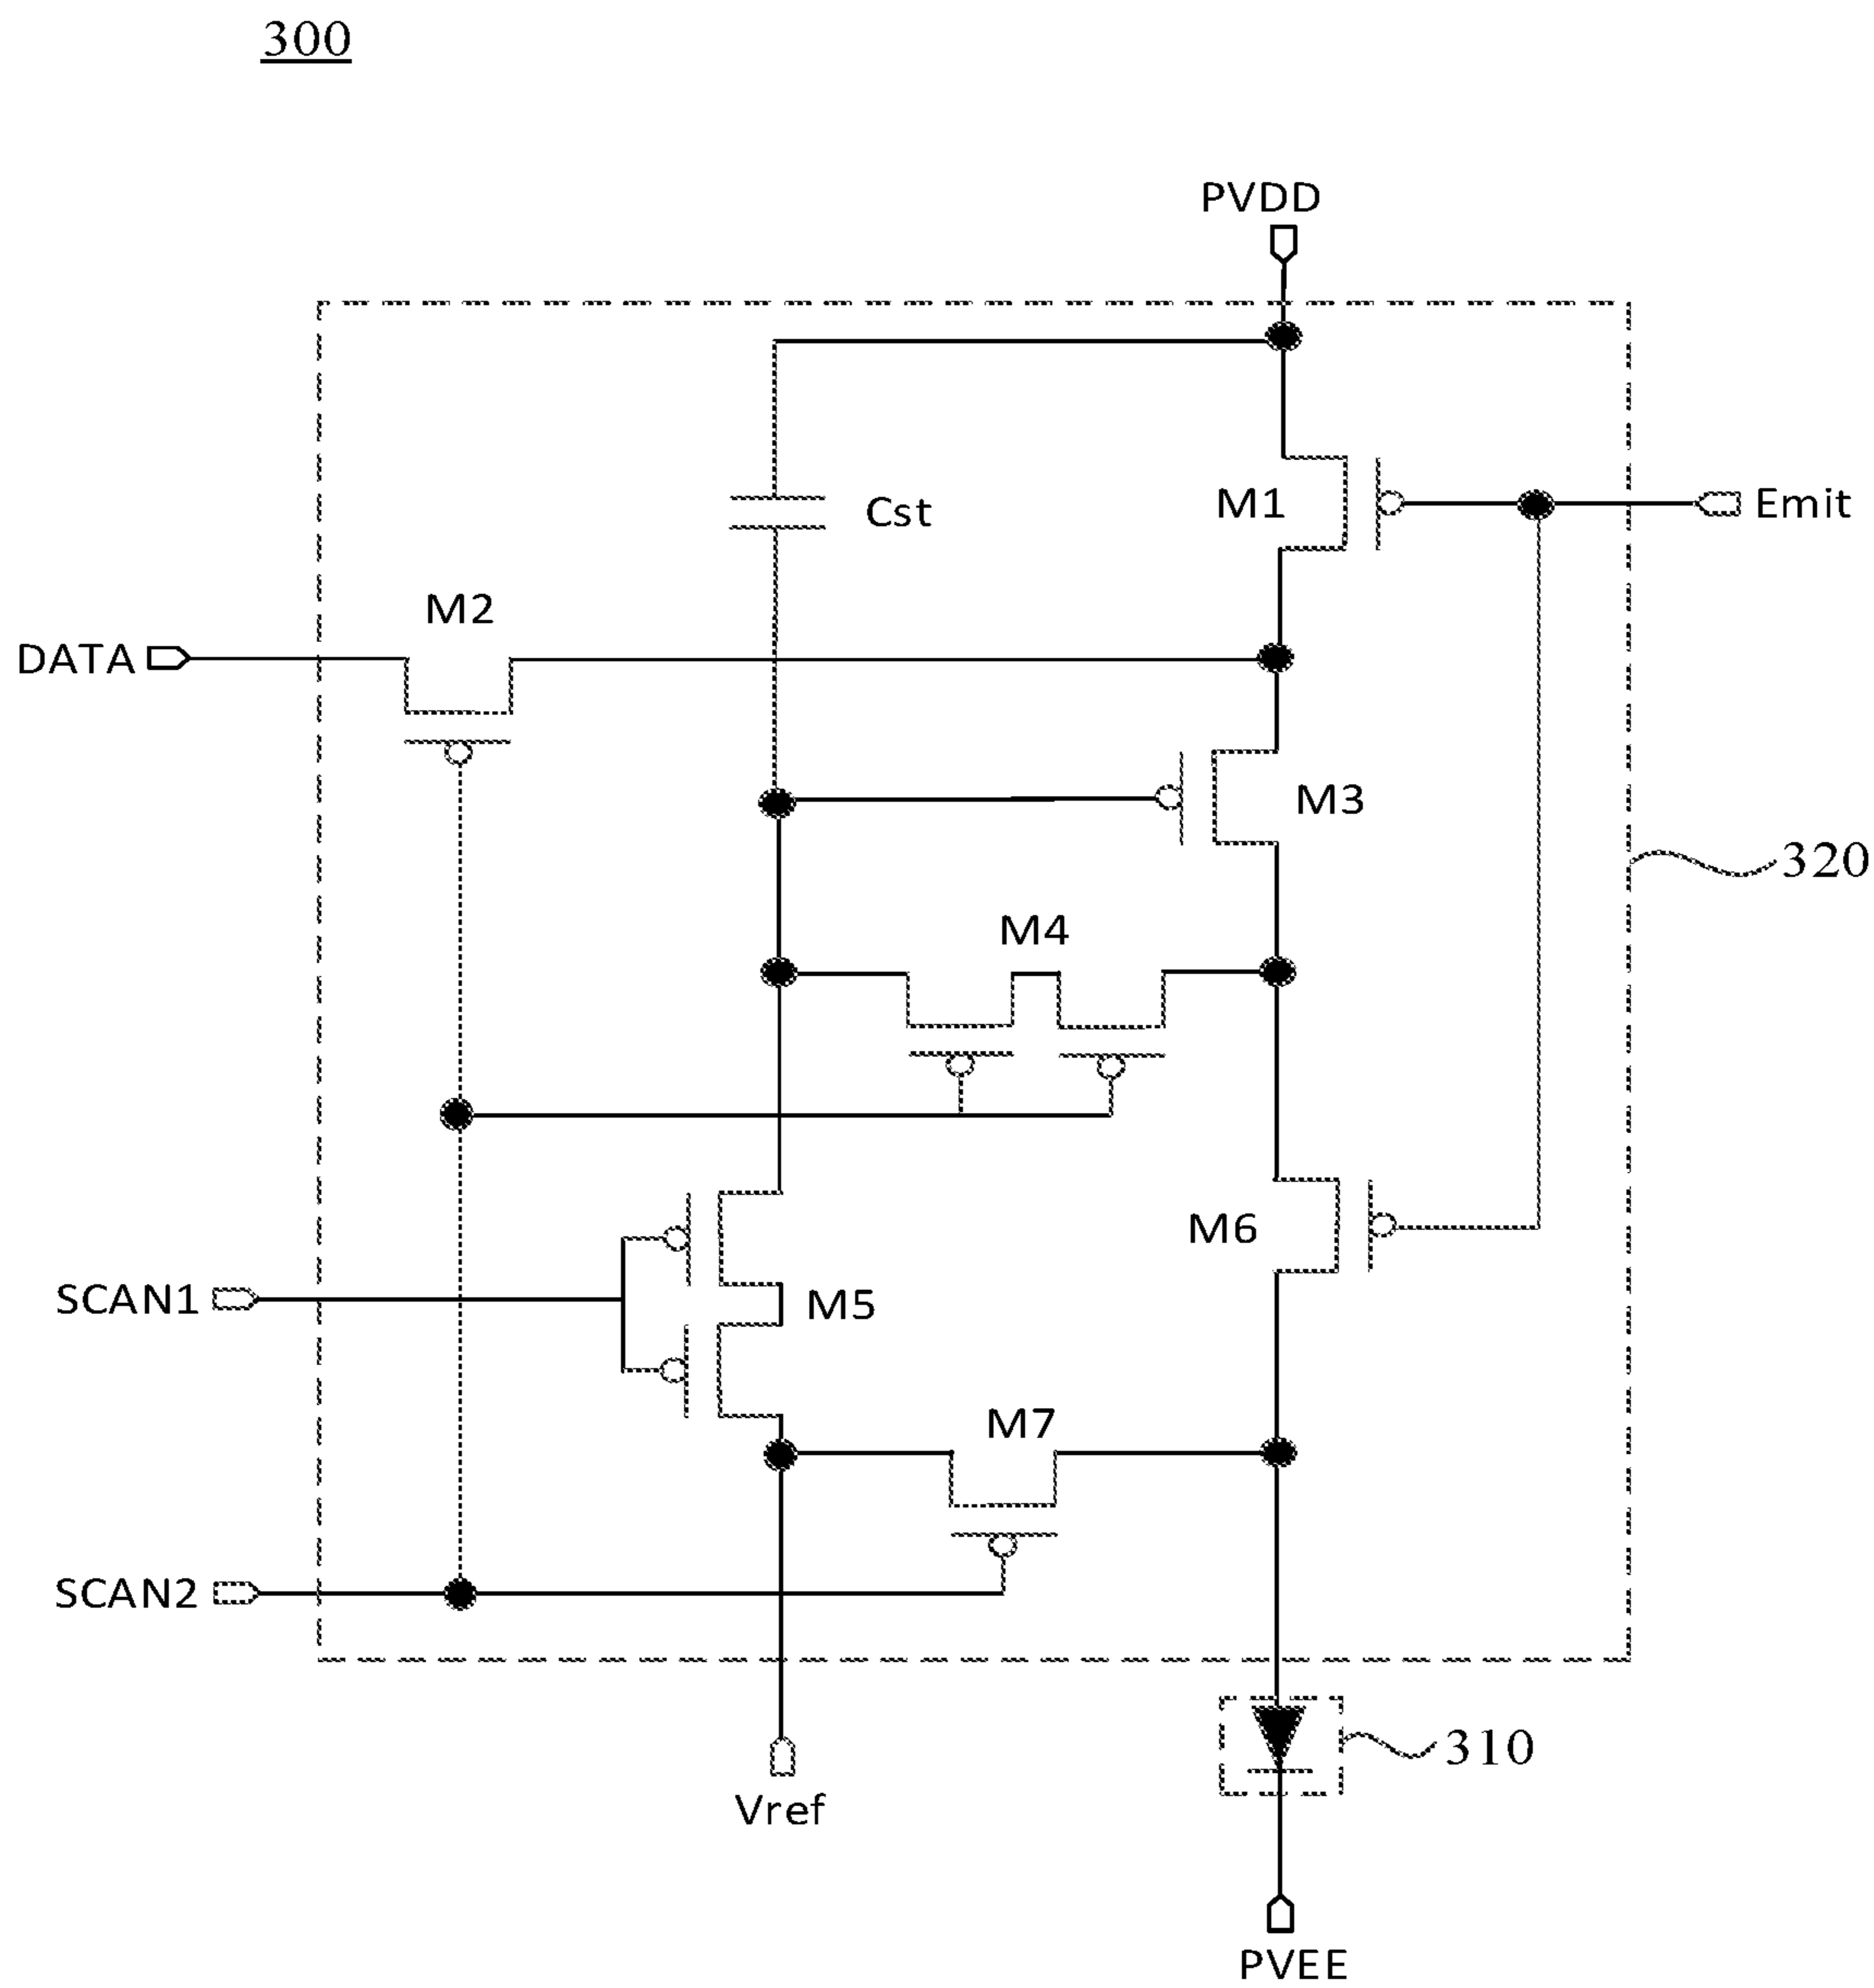 300
PVDD
Cst
M1
Emit
M2
DATA
M3
320
M4
M6
SCAN1
M5
M7
SCAN2
310
Vref
PVEE